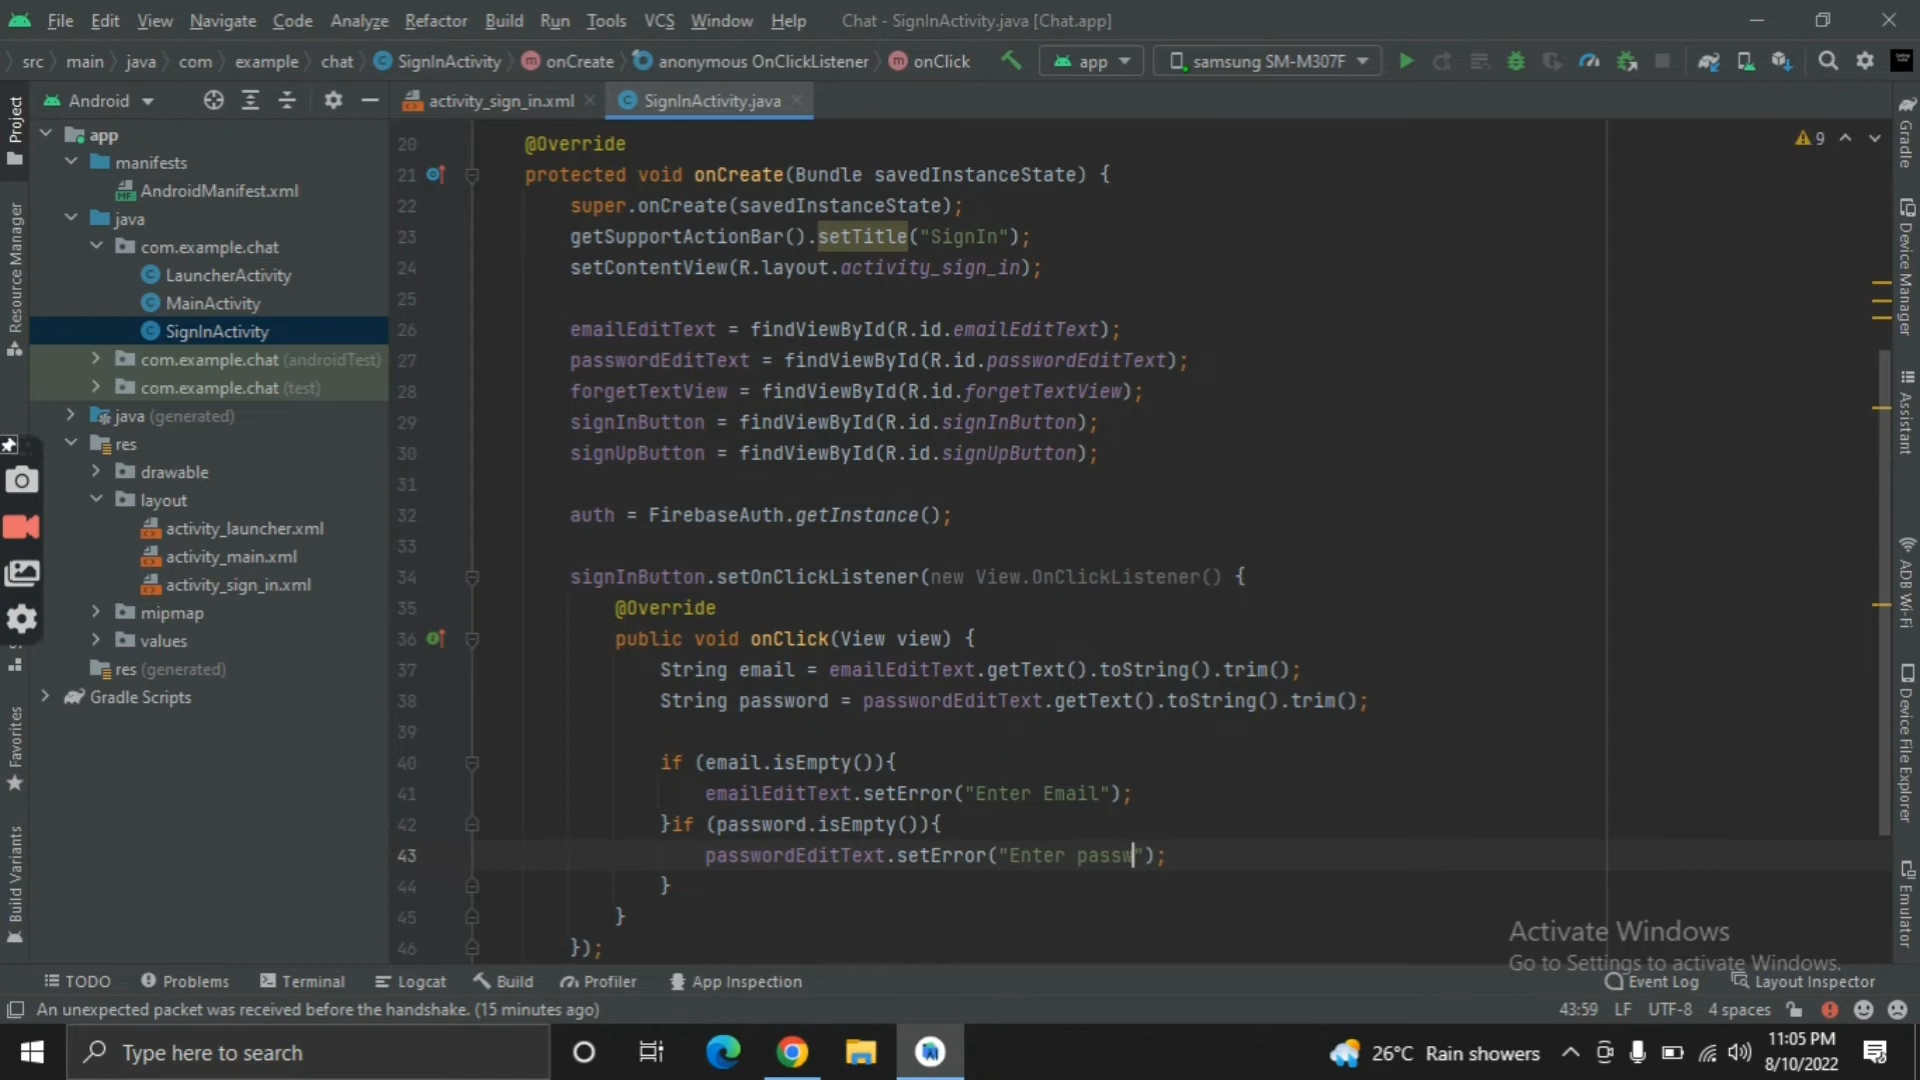 File Edit View Navigate Code Analyze Refactor Build Run Tools VCS Window Help Chat - SignInActivity.java [Chat.app]
src main java com example chat SignInActivity onCreate anonymous OnClickListener onClick app samsung SM-M307F
Android activity_sign_in.xml SignInActivity.java
Project
Resource Manager
Favorites
Build Variants
app
manifests
AndroidManifest.xml
java
com.example.chat
LauncherActivity
MainActivity
SignInActivity
com.example.chat (androidTest)
com.example.chat (test)
java (generated)
res
drawable
layout
activity_launcher.xml
activity_main.xml
activity_sign_in.xml
mipmap
values
res (generated)
Gradle Scripts
9
20 @Override
21 protected void onCreate(Bundle savedInstanceState) {
22 super.onCreate(savedInstanceState);
23 getSupportActionBar().setTitle("SignIn");
24 setContentView(R.layout.activity_sign_in);
25
26 emailEditText = findViewById(R.id.emailEditText);
27 passwordEditText = findViewById(R.id.passwordEditText);
28 forgetTextView = findViewById(R.id.forgetTextView);
29 signInButton = findViewById(R.id.signInButton);
30 signUpButton = findViewById(R.id.signUpButton);
31
32 auth = FirebaseAuth.getInstance();
33
34 signInButton.setOnClickListener(new View.OnClickListener() {
35 @Override
36 public void onClick(View view) {
37 String email = emailEditText.getText().toString().trim();
38 String password = passwordEditText.getText().toString().trim();
39
40 if (email.isEmpty()){
41 emailEditText.setError("Enter Email");
42 }if (password.isEmpty()){
43 passwordEditText.setError("Enter passw");
44 }
45 }
46 });
Gradle
Device Manager
Assistant
ADB Wi-Fi
Device File Explorer
Emulator
Activate Windows
Go to Settings to activate Windows.
TODO Problems Terminal Logcat Build Profiler App Inspection Event Log Layout Inspector
An unexpected packet was received before the handshake. (15 minutes ago) 43:59 LF UTF-8 4 spaces
Type here to search 26°C Rain showers 11:05 PM
8/10/2022